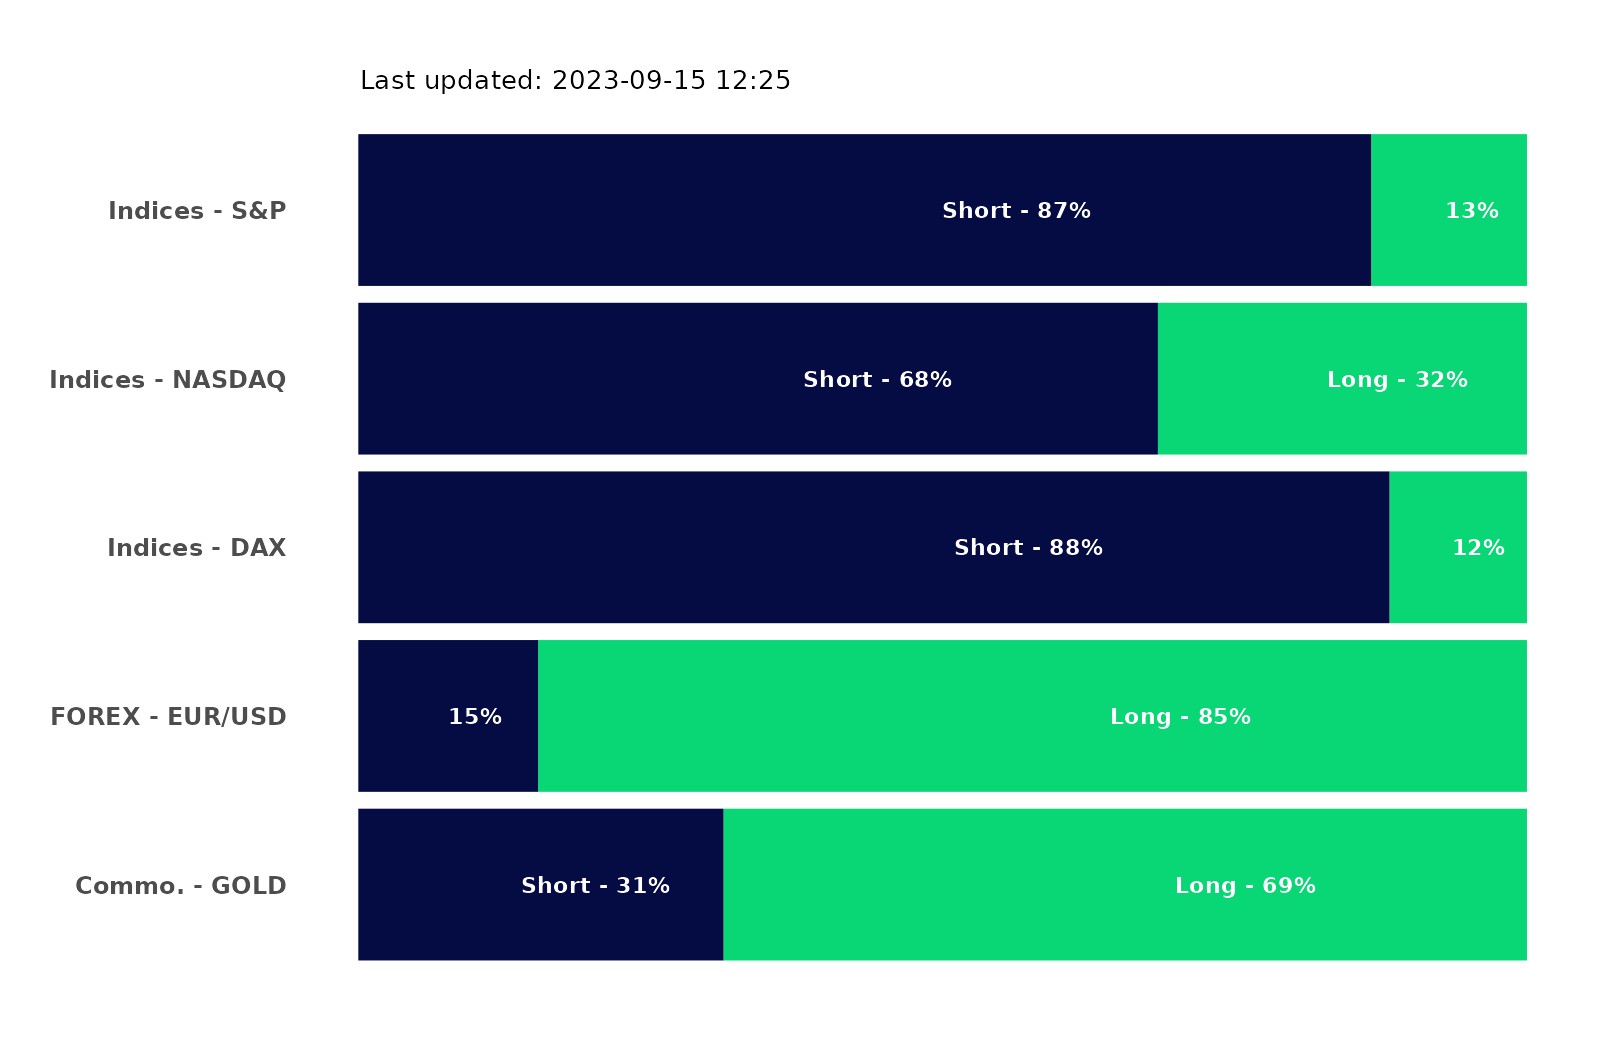 Last updated: 2023-09-15 12:25
Indices - S&P Short - 87% 13%
Indices - NASDAQ Short - 68% Long - 32%
Indices - DAX Short - 88% 12%
FOREX - EUR/USD 15% Long - 85%
Commo. - GOLD Short - 31% Long - 69%